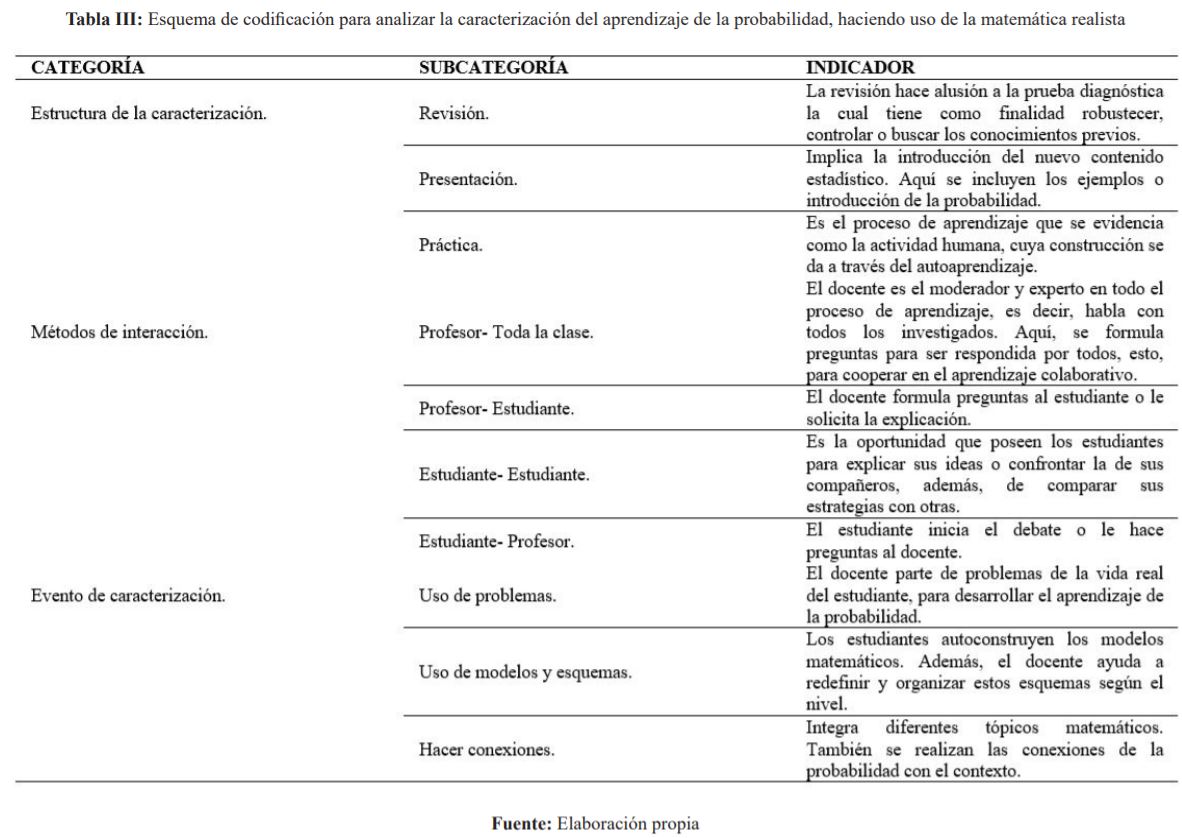 Tabla III: Esquema de codificación para analizar la caracterización del aprendizaje de la probabilidad, haciendo uso de la matemática realista
CATEGORÍA SUBCATEGORÍA INDICADOR
Estructura de la caracterización.
Revisión.
La revisión hace alusión a la prueba diagnóstica
la cual tiene como finalidad robustecer,
controlar o buscar los conocimientos previos.
Presentación.
Implica la introducción del nuevo contenido
estadístico. Aquí se incluyen los ejemplos o
introducción de la probabilidad.
Práctica.
Es el proceso de aprendizaje que se evidencia
como la actividad humana, cuya construcción se
da a través del autoaprendizaje.
Métodos de interacción.
Profesor- Toda la clase.
El docente es el moderador y experto en todo el
proceso de aprendizaje, es decir, habla con
todos los investigados. Aquí, se formula
preguntas para ser respondida por todos, esto,
para cooperar en el aprendizaje colaborativo.
Profesor- Estudiante.
El docente formula preguntas al estudiante o le
solicita la explicación.
Estudiante- Estudiante.
Es la oportunidad que poseen los estudiantes
para explicar sus ideas o confrontar la de sus
compañeros, además, de comparar sus
estrategias con otras.
Estudiante- Profesor.
El estudiante inicia el debate o le hace
preguntas al docente.
Evento de caracterización.
Uso de problemas.
El docente parte de problemas de la vida real
del estudiante, para desarrollar el aprendizaje de
la probabilidad.
Uso de modelos y esquemas.
Los estudiantes autoconstruyen los modelos
matemáticos. Además, el docente ayuda a
redefinir y organizar estos esquemas según el
nivel.
Hacer conexiones.
Integra diferentes tópicos matemáticos.
También se realizan las conexiones de la
probabilidad con el contexto.
Fuente: Elaboración propia